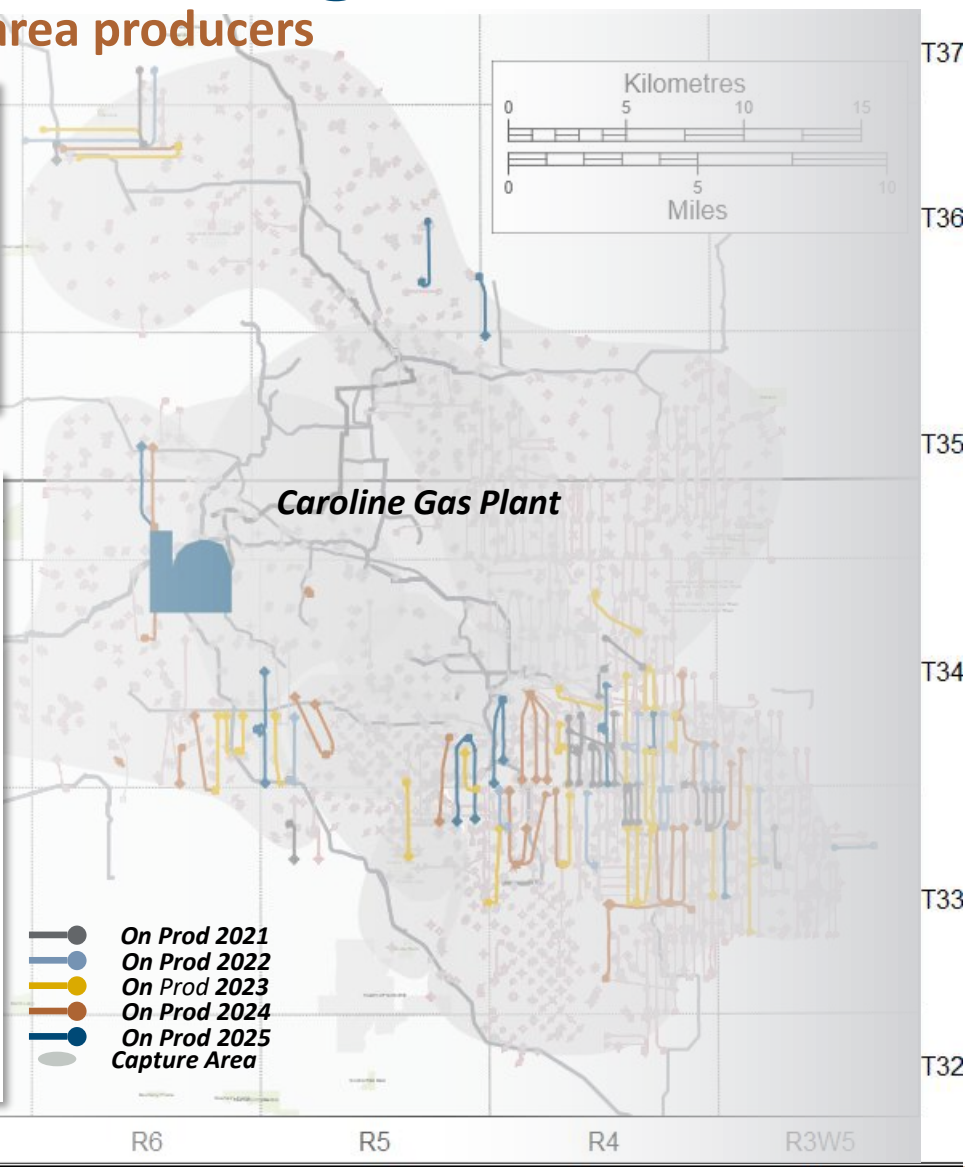 area producers
T37
Kilometres
0 5 10 15
0 5 10
Miles
T36
T35
Caroline Gas Plant
T34
T33
On Prod 2021
On Prod 2022
On Prod 2023
On Prod 2024
On Prod 2025
Capture Area
T32
R6 R5 R4 R3W5